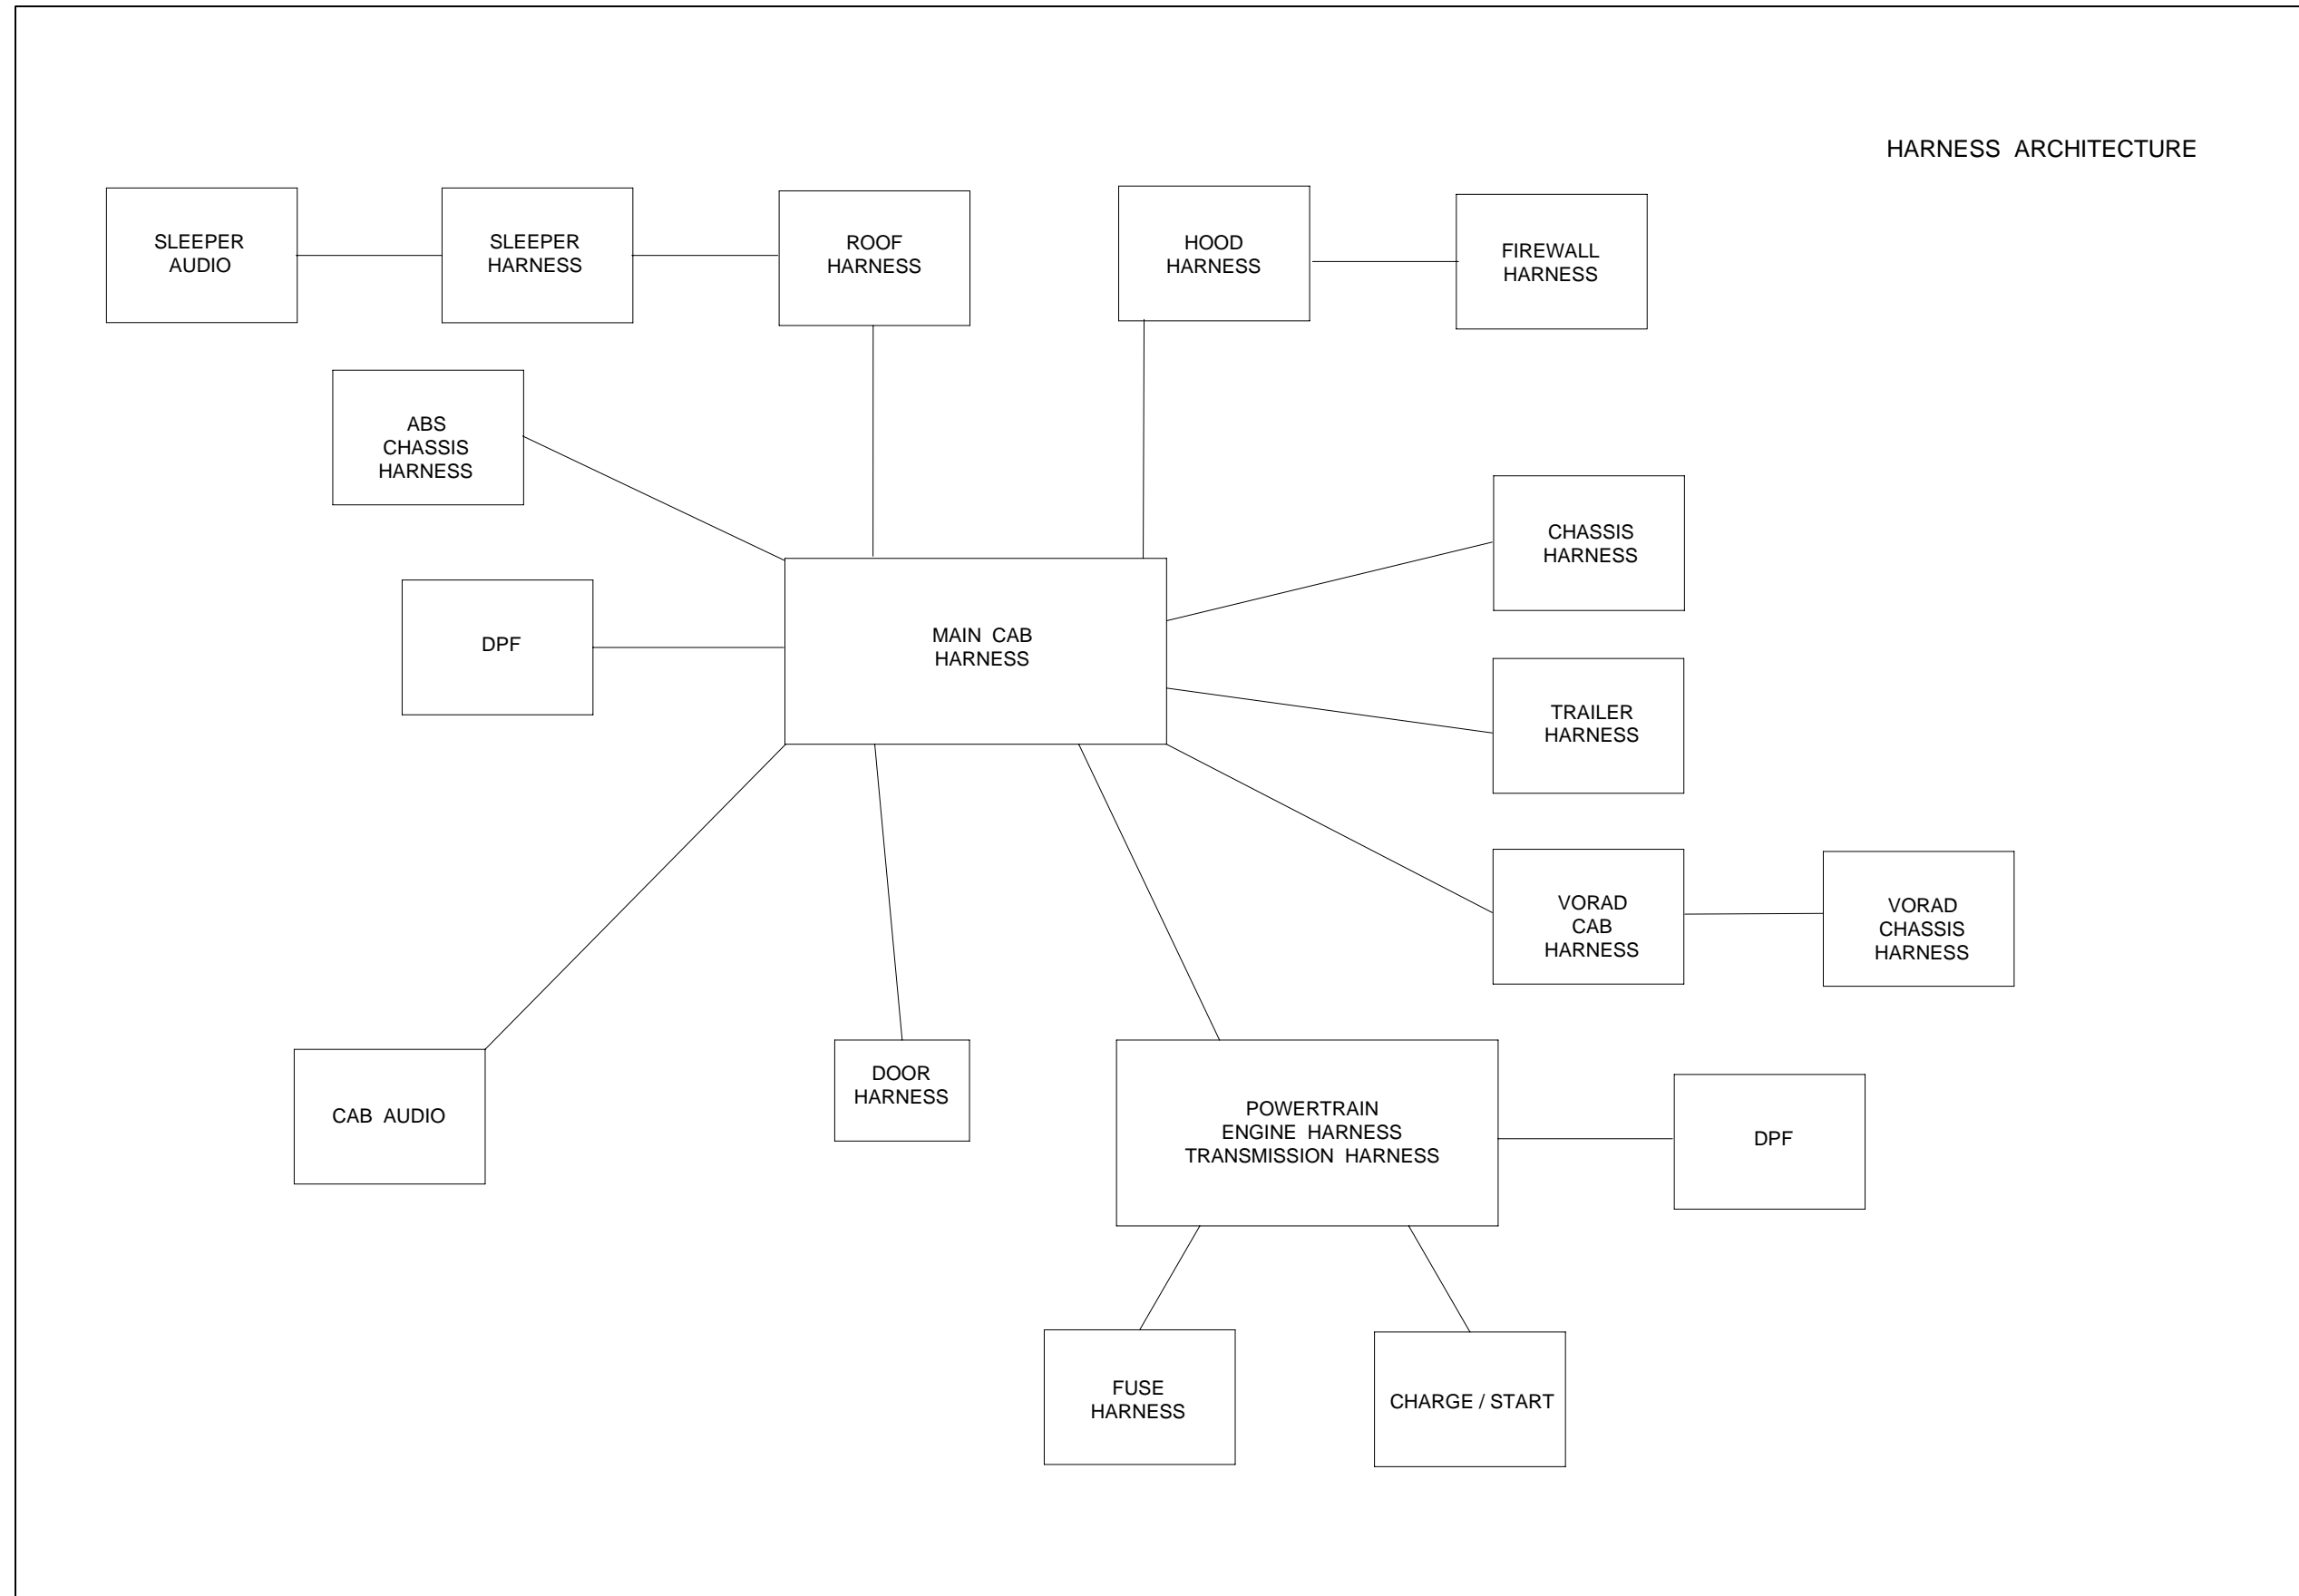 HARNESS ARCHITECTURE
SLEEPER
AUDIO
SLEEPER
HARNESS
ROOF
HARNESS
HOOD
HARNESS
FIREWALL
HARNESS
ABS
CHASSIS
HARNESS
CHASSIS
HARNESS
DPF
MAIN CAB
HARNESS
TRAILER
HARNESS
VORAD
CAB
HARNESS
VORAD
CHASSIS
HARNESS
CAB AUDIO
DOOR
HARNESS
POWERTRAIN
ENGINE HARNESS
TRANSMISSION HARNESS
DPF
FUSE
HARNESS
CHARGE / START